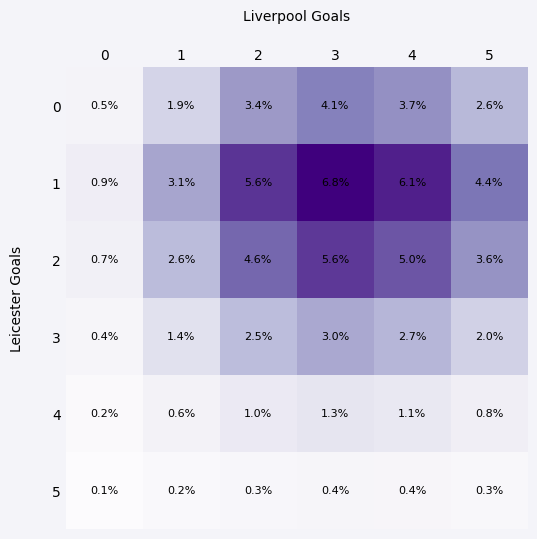 Liverpool Goals
0 1 2 3 4 5
0 0.5% 1.9% 3.4% 4.1% 3.7% 2.6%
1 0.9% 3.1% 5.6% 6.8% 6.1% 4.4%
2 0.7% 2.6% 4.6% 5.6% 5.0% 3.6%
Leicester Goals
3 0.4% 1.4% 2.5% 3.0% 2.7% 2.0%
4 0.2% 0.6% 1.0% 1.3% 1.1% 0.8%
5 0.1% 0.2% 0.3% 0.4% 0.4% 0.3%